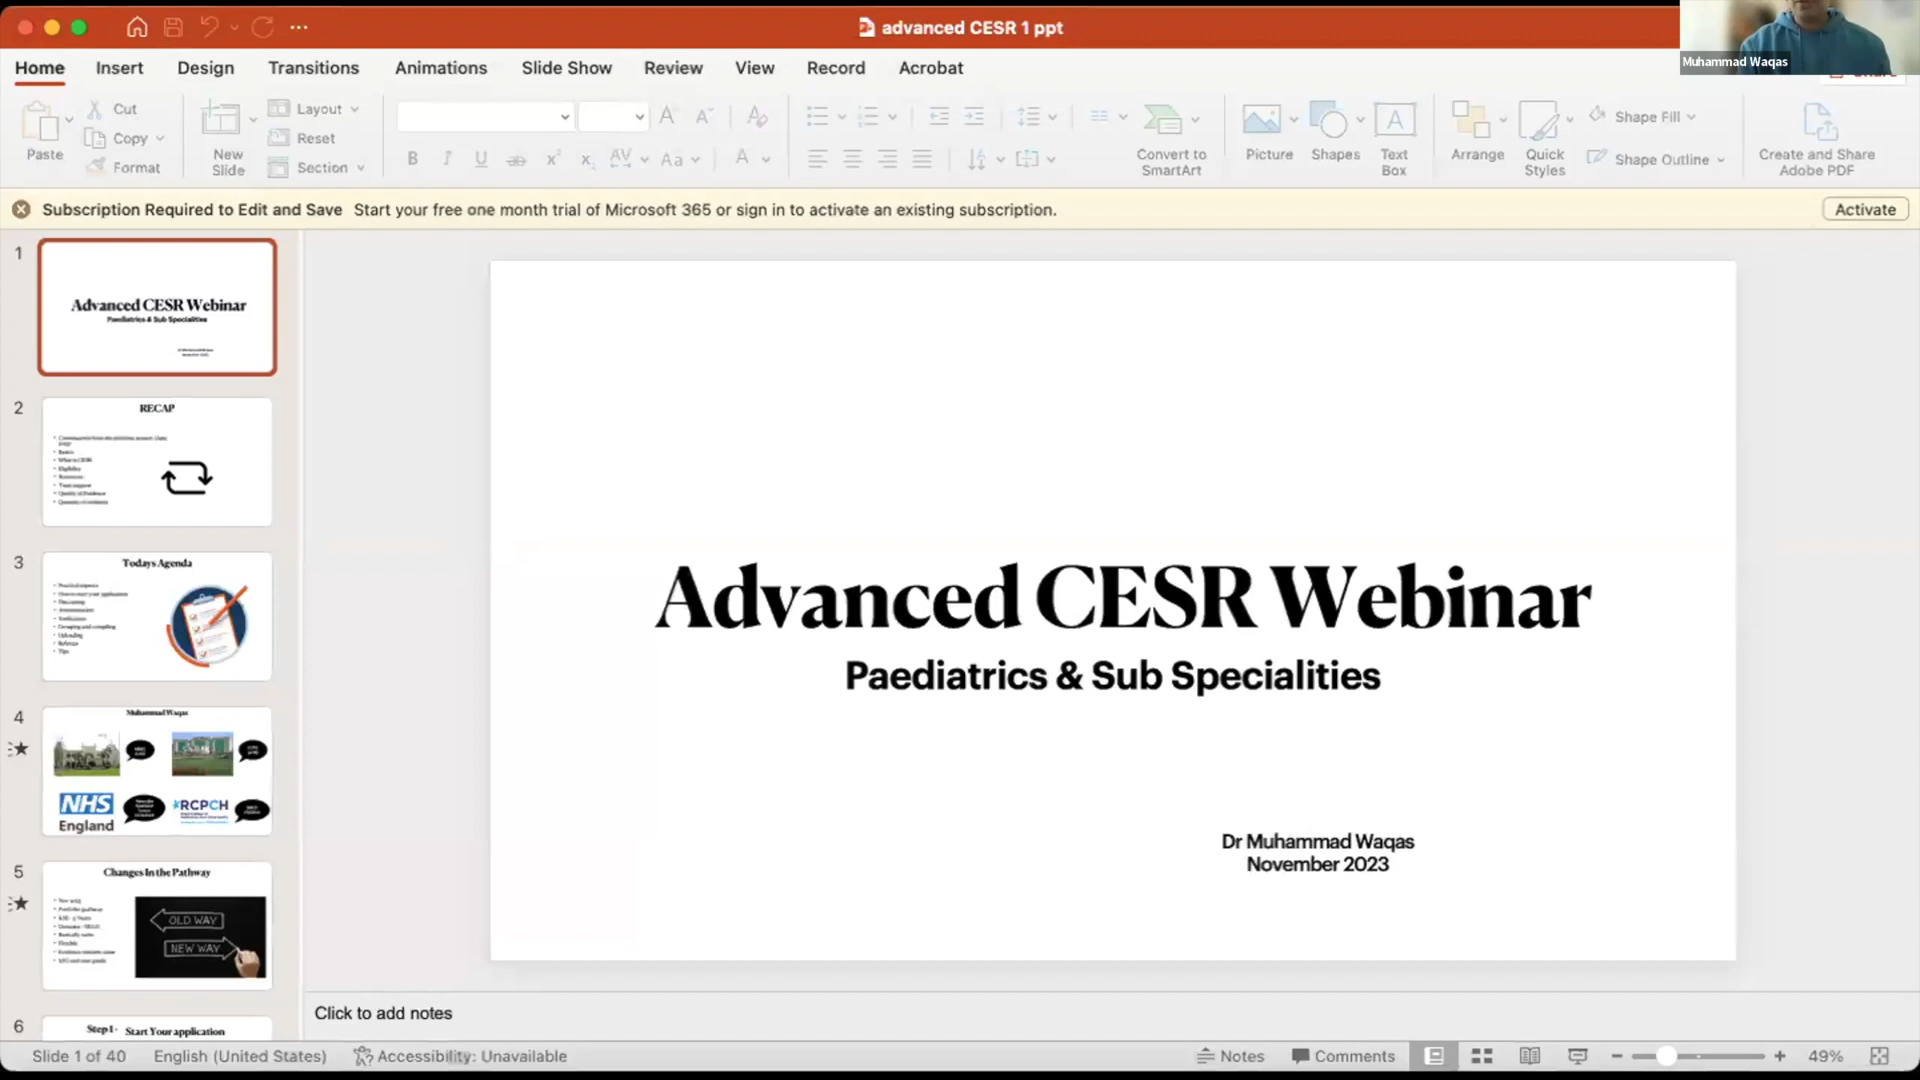 advanced CESR 1 ppt
Muhammad Waqas
Home Insert Design Transitions Animations Slide Show Review View Record Acrobat
Paste
Cut
Copy
Format
New Slide
Layout
Reset
Section
Convert to SmartArt
Picture
Shapes
Text Box
Arrange
Quick Styles
Shape Fill
Shape Outline
Create and Share Adobe PDF
Subscription Required to Edit and Save Start your free one month trial of Microsoft 365 or sign in to activate an existing subscription.
Activate
1
Advanced CESR Webinar
Paediatrics & Sub Specialities
2
RECAP
3
Todays Agenda
4
Muhammad Waqas
NHS
England
RCPCH
5
Changes In the Pathway
OLD WAY
NEW WAY
6
Step 1 - Start Your application
Advanced CESR Webinar
Paediatrics & Sub Specialities
Dr Muhammad Waqas
November 2023
Click to add notes
Slide 1 of 40 English (United States) Accessibility: Unavailable Notes Comments 49%